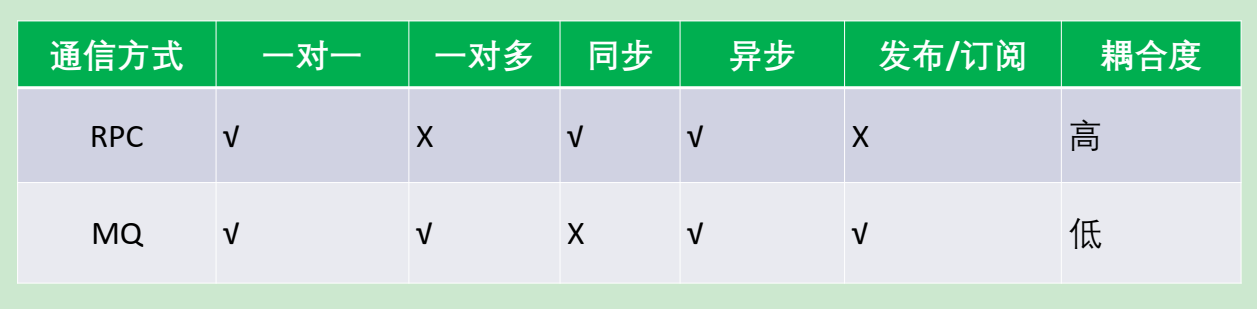 通信方式 一对一 一对多 同步 异步 发布/订阅 耦合度
RPC √ X √ √ X 高
MQ √ √ X √ √ 低